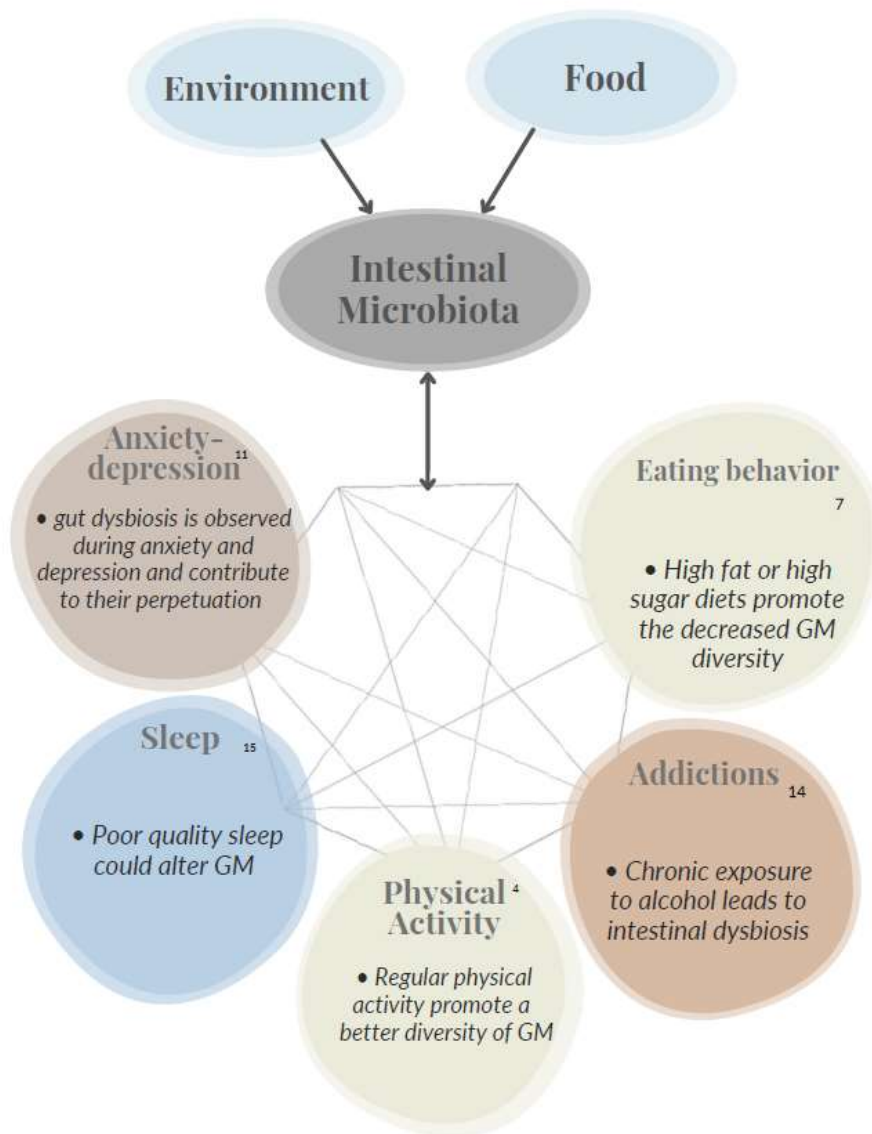 Environment
Food
Intestinal
Microbiota
Anxiety-
depression 11
• gut dysbiosis is observed
during anxiety and
depression and contribute
to their perpetuation
Eating behavior
7
• High fat or high
sugar diets promote
the decreased GM
diversity
Sleep 15
• Poor quality sleep
could alter GM
Addictions
14
• Chronic exposure
to alcohol leads to
intestinal dysbiosis
Physical 4
Activity
• Regular physical
activity promote a
better diversity of GM